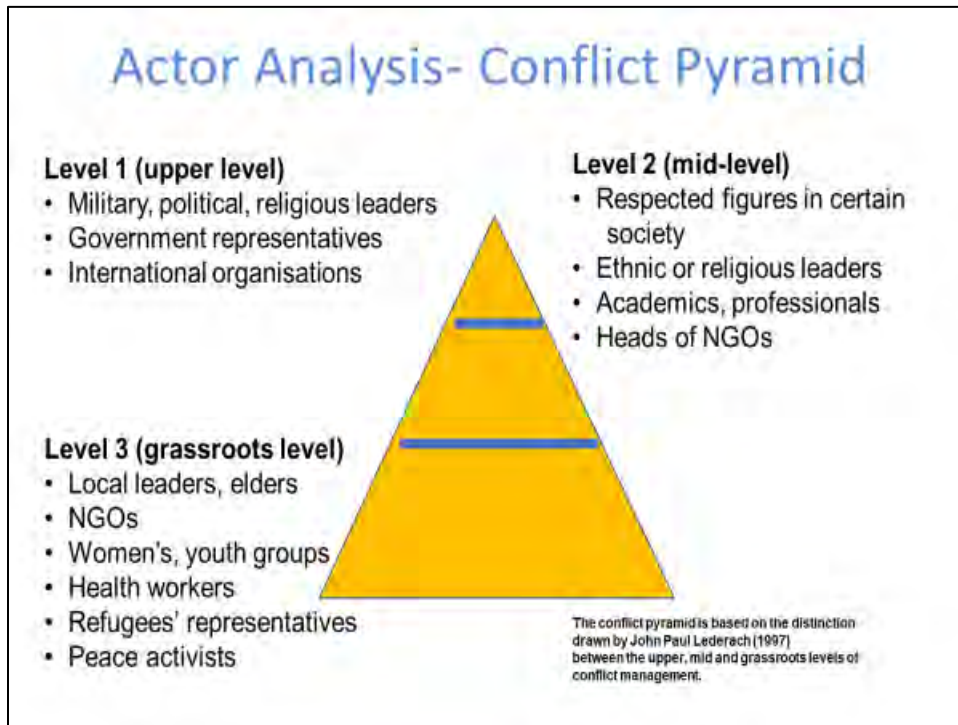 Actor Analysis- Conflict Pyramid
Level 1 (upper level)
• Military, political, religious leaders
• Government representatives
• International organisations
Level 2 (mid-level)
• Respected figures in certain
society
• Ethnic or religious leaders
• Academics, professionals
• Heads of NGOs
Level 3 (grassroots level)
• Local leaders, elders
• NGOs
• Women's, youth groups
• Health workers
• Refugees' representatives
• Peace activists
The conflict pyramid is based on the distinction
drawn by John Paul Lederach (1997)
between the upper, mid and grassroots levels of
conflict management.